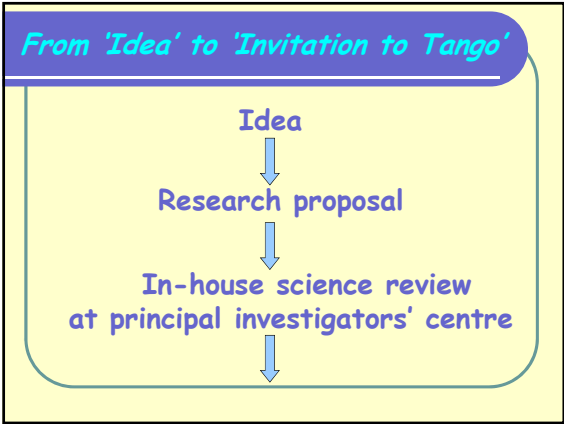 From ‘Idea’ to ‘Invitation to Tango’
Idea
Research proposal
In-house science review
at principal investigators’ centre